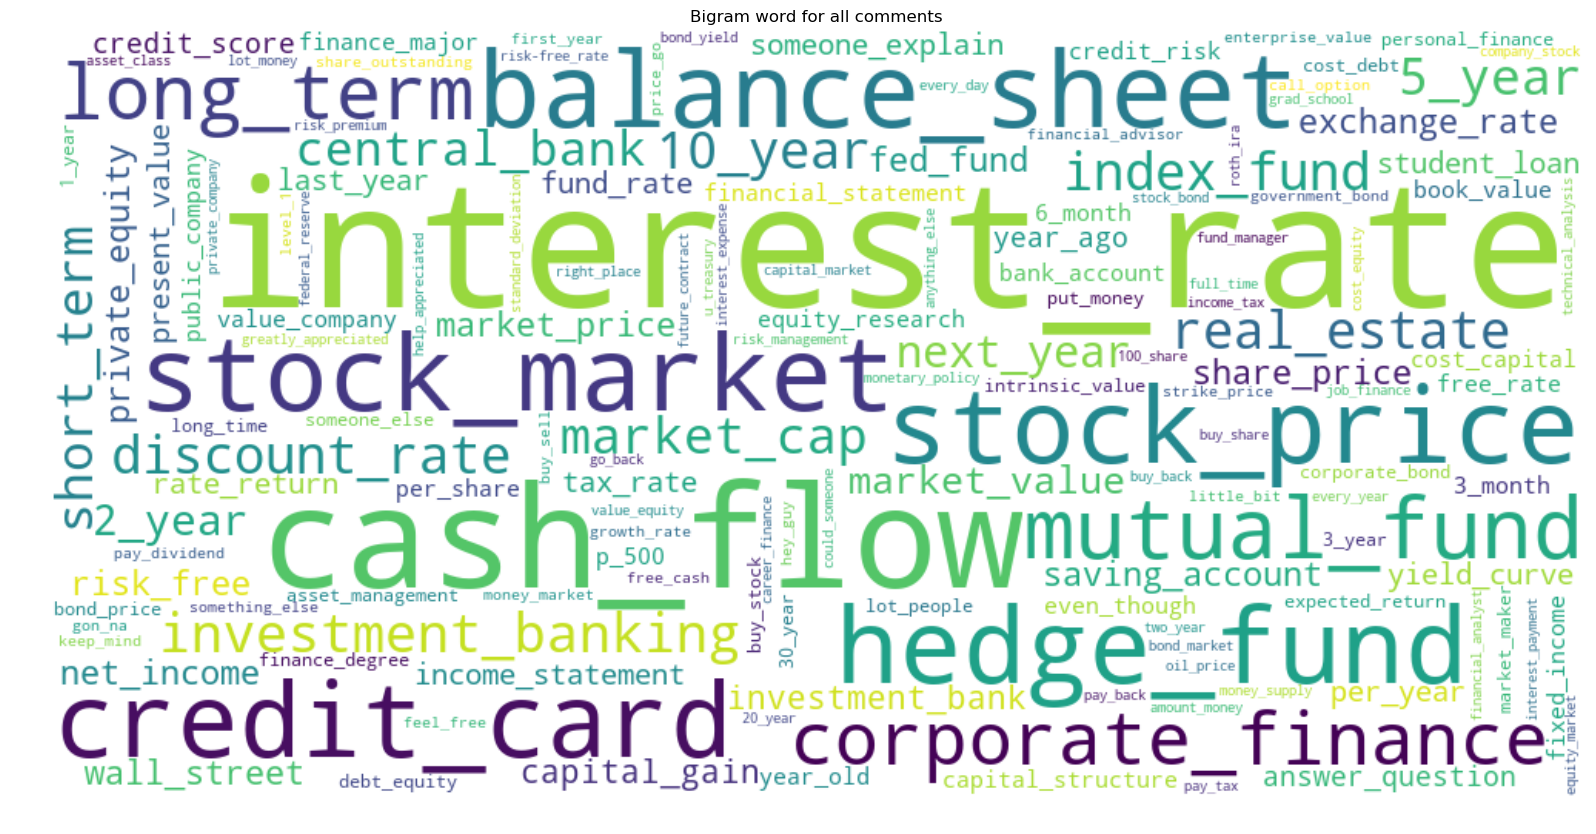 Bigram word for all comments
credit_score
finance_major
first_year
bond_yield
someone_explain
credit_risk
enterprise_value
personal_finance
asset_class
lot_money
share_outstanding
risk-free_rate
price_go
cost_debt
company_stock
long_term
balance_sheet
every_day
call_option
grad_school
5_year
risk_premium
financial_advisor
exchange_rate
1_year
central_bank
10_year
fed_fund
roth_ira
index_fund
student_loan
private_equity
present_value
public_company
private_company
last_year
fund_rate
financial_statement
stock_bond
government_bond
book_value
level_1
federal_reserve
standard_deviation
interest_rate
6_month
technical_analysis
short_term
help_appreciated
future_contract
u_treasury
interest_expense
anything_else
year_ago
fund_manager
cost_equity
right_place
capital_market
bank_account
full_time
put_money
income_tax
value_company
market_price
equity_research
real_estate
greatly_appreciated
risk_management
next_year
100_share
cost_capital
stock_market
monetary_policy
intrinsic_value
share_price
strike_price
job_finance
free_rate
long_time
someone_else
buy_sell
market_cap
stock_price
buy_share
discount_rate
go_back
rate_return
per_share
tax_rate
could_someone
market_value
buy_back
corporate_bond
3_month
2_year
cash_flow
value_equity
growth_rate
career_finance
hey_guy
little_bit
every_year
mutual_fund
3_year
pay_dividend
p_500
risk_free
free_cash
saving_account
yield_curve
asset_management
money_market
bond_price
something_else
gon_na
keep_mind
investment_banking
buy_stock
30_year
lot_people
even_though
expected_return
two_year
bond_market
oil_price
hedge_fund
financial_analyst
market_maker
interest_payment
fixed_income
net_income
finance_degree
income_statement
investment_bank
pay_back
money_supply
amount_money
per_year
credit_card
feel_free
20_year
corporate_finance
equity_market
wall_street
debt_equity
capital_gain
year_old
capital_structure
pay_tax
answer_question